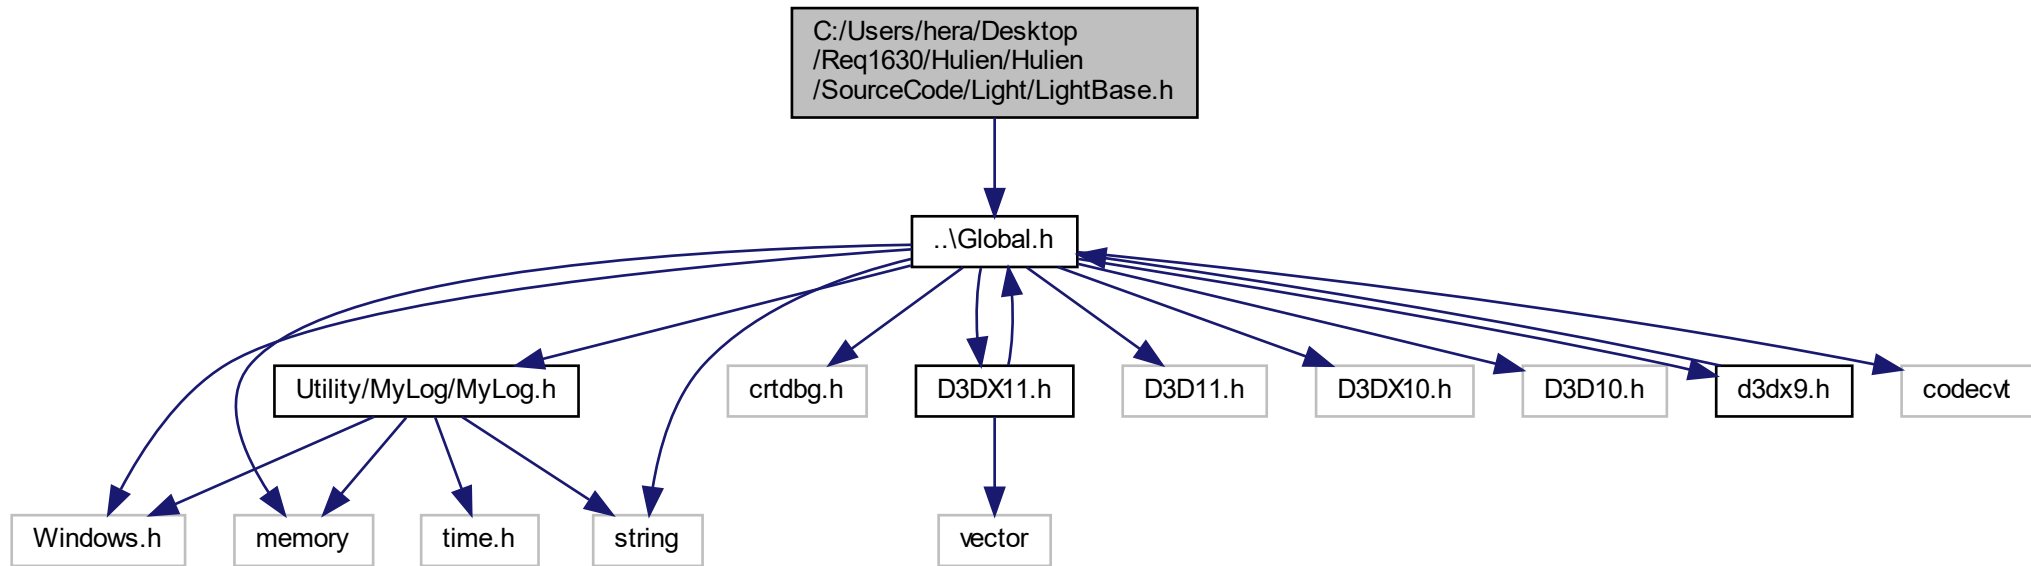 C:/Users/hera/Desktop
/Req1630/Hulien/Hulien
/SourceCode/Light/LightBase.h
..\Global.h
Utility/MyLog/MyLog.h
crtdbg.h
D3DX11.h
D3D11.h
D3DX10.h
D3D10.h
d3dx9.h
codecvt
Windows.h
memory
time.h
string
vector